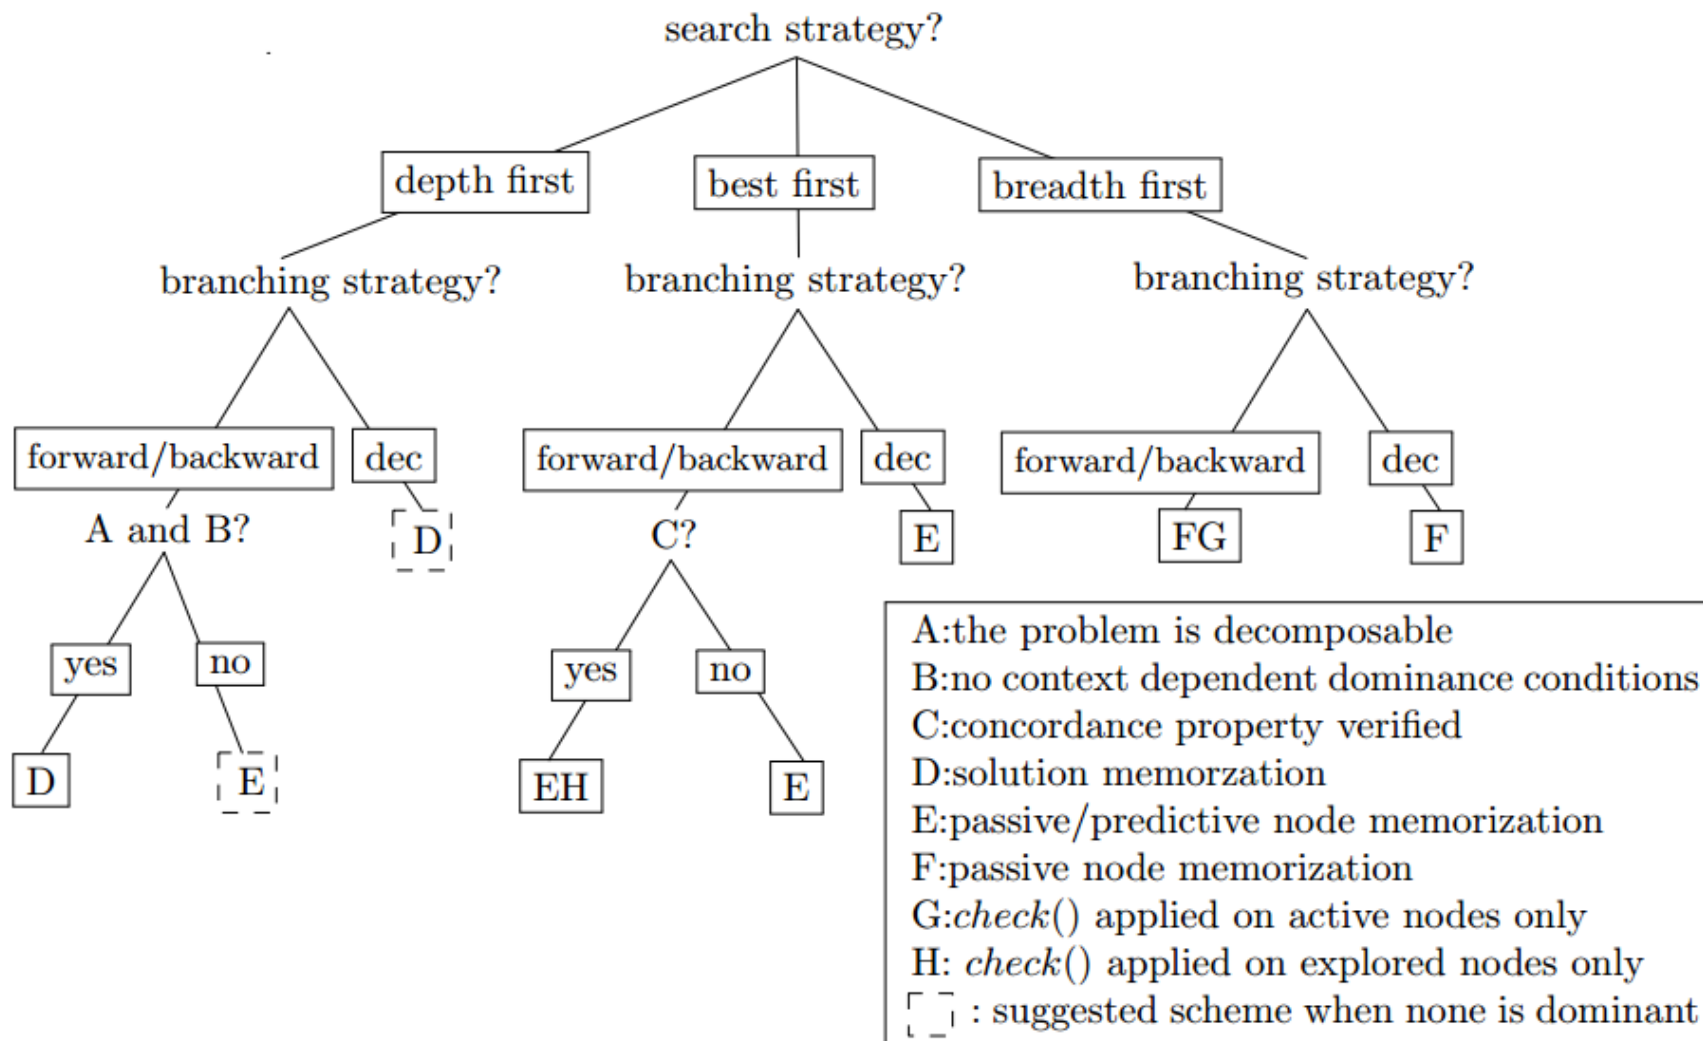 search strategy?
depth first
best first
breadth first
branching strategy?
branching strategy?
branching strategy?
forward/backward
dec
forward/backward
dec
forward/backward
dec
A and B?
D
C?
E
FG
F
yes
no
yes
no
D
E
EH
E
A:the problem is decomposable
B:no context dependent dominance conditions
C:concordance property verified
D:solution memorzation
E:passive/predictive node memorization
F:passive node memorization
G:check() applied on active nodes only
H: check() applied on explored nodes only
: suggested scheme when none is dominant